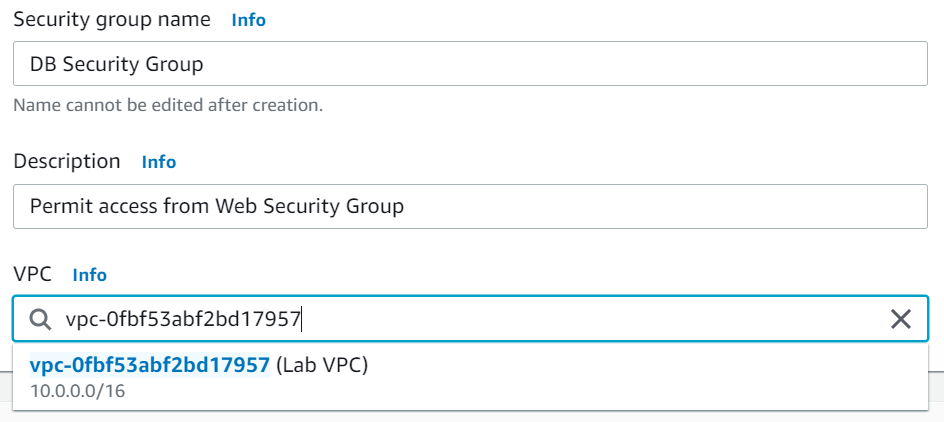 Security group name Info
DB Security Group
Name cannot be edited after creation.
Description Info
Permit access from Web Security Group
VPC Info
vpc-0fbf53abf2bd17957
vpc-0fbf53abf2bd17957 (Lab VPC)
10.0.0.0/16